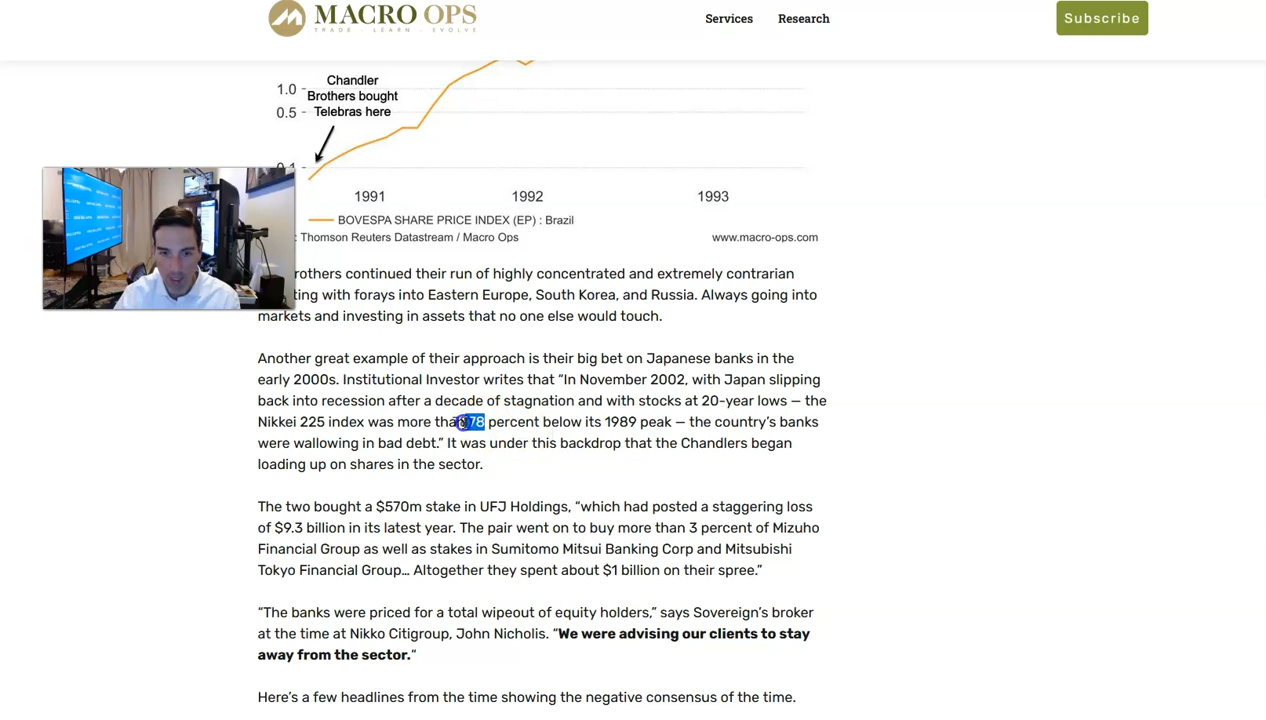 MACRO OPS
TRADE · LEARN · EVOLVE
Services
Research
Subscribe
Chandler
Brothers bought
Telebras here
1.0
0.5
1991
1992
1993
BOVESPA SHARE PRICE INDEX (EP) : Brazil
: Thomson Reuters Datastream / Macro Ops
www.macro-ops.com
rothers continued their run of highly concentrated and extremely contrarian
ting with forays into Eastern Europe, South Korea, and Russia. Always going into
markets and investing in assets that no one else would touch.
Another great example of their approach is their big bet on Japanese banks in the
early 2000s. Institutional Investor writes that “In November 2002, with Japan slipping
back into recession after a decade of stagnation and with stocks at 20-year lows — the
Nikkei 225 index was more than 78 percent below its 1989 peak — the country’s banks
were wallowing in bad debt.” It was under this backdrop that the Chandlers began
loading up on shares in the sector.
The two bought a $570m stake in UFJ Holdings, “which had posted a staggering loss
of $9.3 billion in its latest year. The pair went on to buy more than 3 percent of Mizuho
Financial Group as well as stakes in Sumitomo Mitsui Banking Corp and Mitsubishi
Tokyo Financial Group… Altogether they spent about $1 billion on their spree.”
“The banks were priced for a total wipeout of equity holders,” says Sovereign’s broker
at the time at Nikko Citigroup, John Nicholis. “We were advising our clients to stay
away from the sector.“
Here’s a few headlines from the time showing the negative consensus of the time.